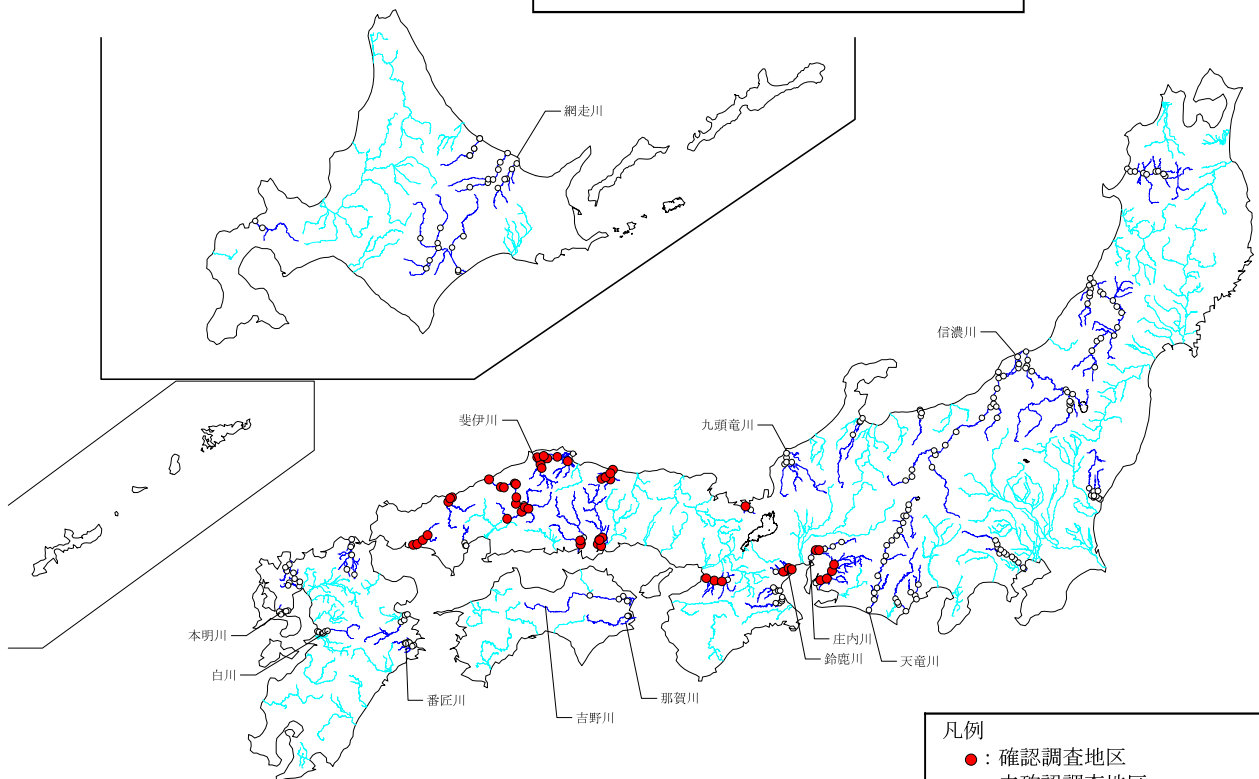 網走川
信濃川
斐伊川
九頭竜川
本明川
白川
番匠川
吉野川
那賀川
庄内川
鈴鹿川
天竜川
凡例
●：確認調査地区